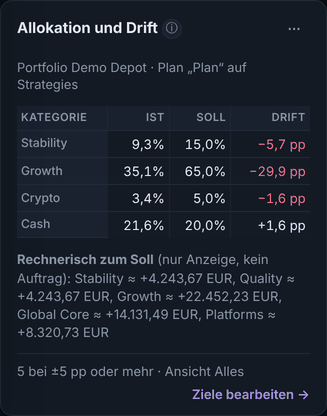 Allokation und Drift ⓘ ···
Portfolio Demo Depot · Plan „Plan“ auf
Strategies
KATEGORIE IST SOLL DRIFT
Stability 9,3% 15,0% −5,7 pp
Growth 35,1% 65,0% −29,9 pp
Crypto 3,4% 5,0% −1,6 pp
Cash 21,6% 20,0% +1,6 pp
Rechnerisch zum Soll (nur Anzeige, kein
Auftrag): Stability ≈ +4.243,67 EUR, Quality ≈
+4.243,67 EUR, Growth ≈ +22.452,23 EUR,
Global Core ≈ +14.131,49 EUR, Platforms ≈
+8.320,73 EUR
5 bei ±5 pp oder mehr · Ansicht Alles
Ziele bearbeiten →